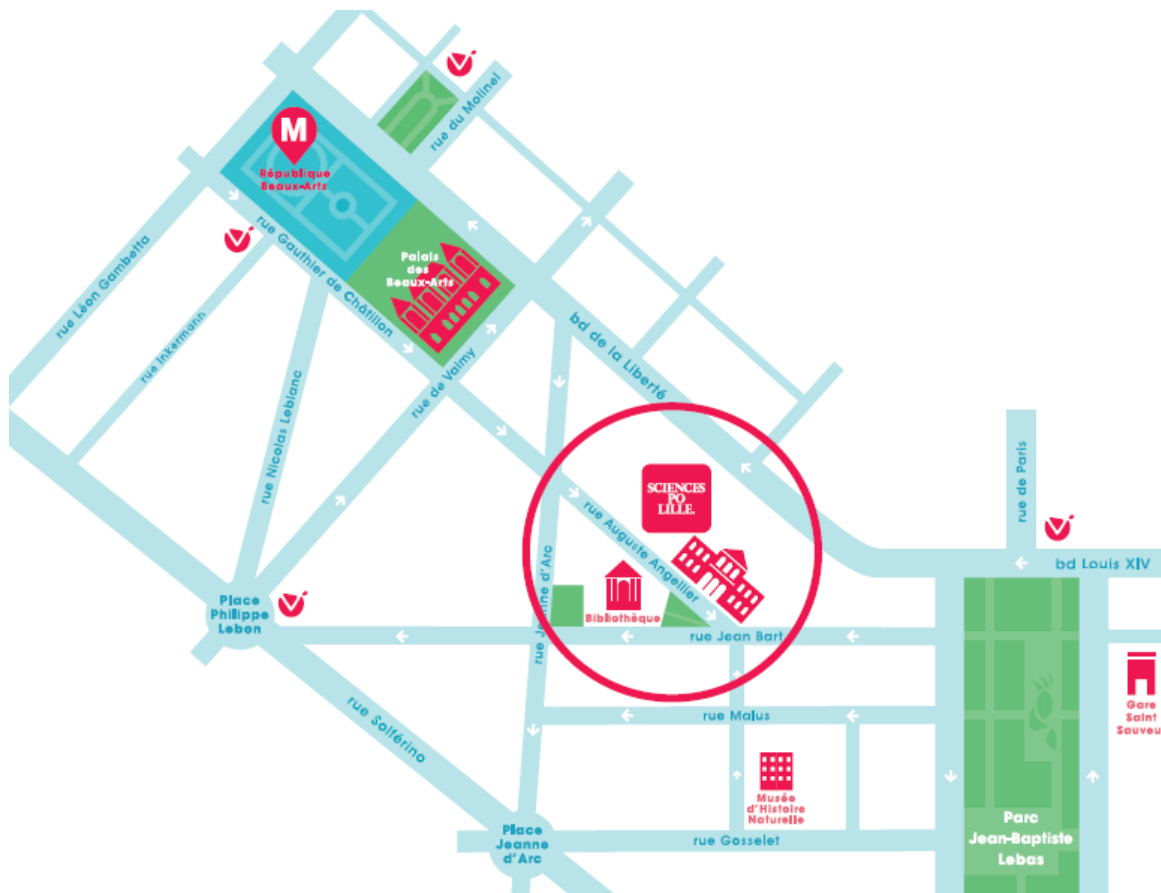 rue du Molinel
M
République
Beaux-Arts
rue Léon Gambetta
rue Gauthier de Châtillon
Palais
des
Beaux-Arts
rue Inkermann
rue Nicolas Leblanc
rue de Valmy
bd de la Liberté
SCIENCES
PO
LILLE.
rue de Paris
bd Louis XIV
rue Auguste Angellier
rue Jeanne d'Arc
Bibliothèque
Place
Philippe
Lebon
rue Jean Bart
Gare
Saint
Sauveu
rue Solférino
rue Malus
Musée
d'Histoire
Naturelle
Place
Jeanne
d'Arc
rue Gosselet
Parc
Jean-Baptiste
Lebas